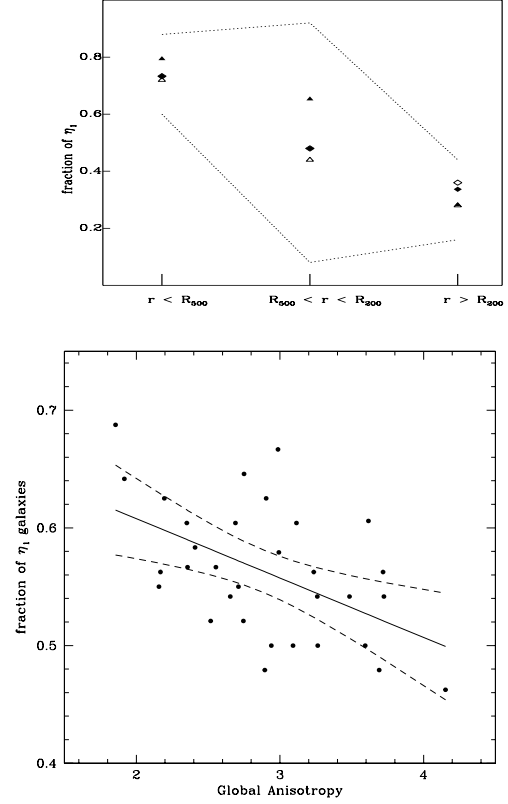 0.8
0.6
0.4
0.2
fraction of η₁
r < R₅₀₀
R₅₀₀ < r < R₂₀₀
r > R₂₀₀
0.7
0.6
0.5
0.4
fraction of η₁ galaxies
2 3 4
Global Anisotropy